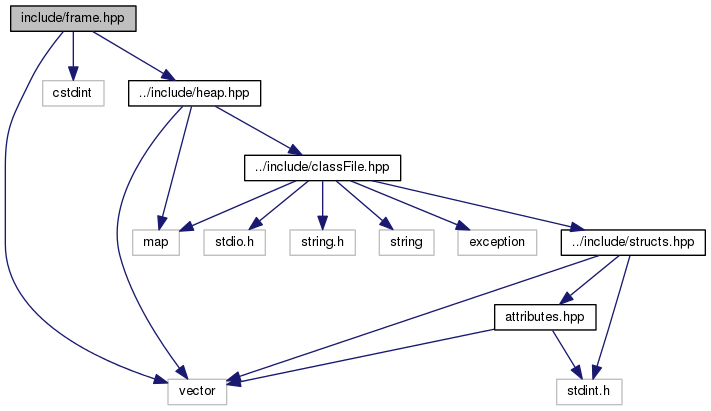 include/frame.hpp
cstdint
../include/heap.hpp
../include/classFile.hpp
map
stdio.h
string.h
string
exception
../include/structs.hpp
attributes.hpp
vector
stdint.h